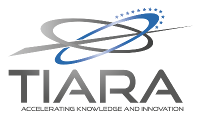 TIARA
ACCELERATING KNOWLEDGE AND INNOVATION